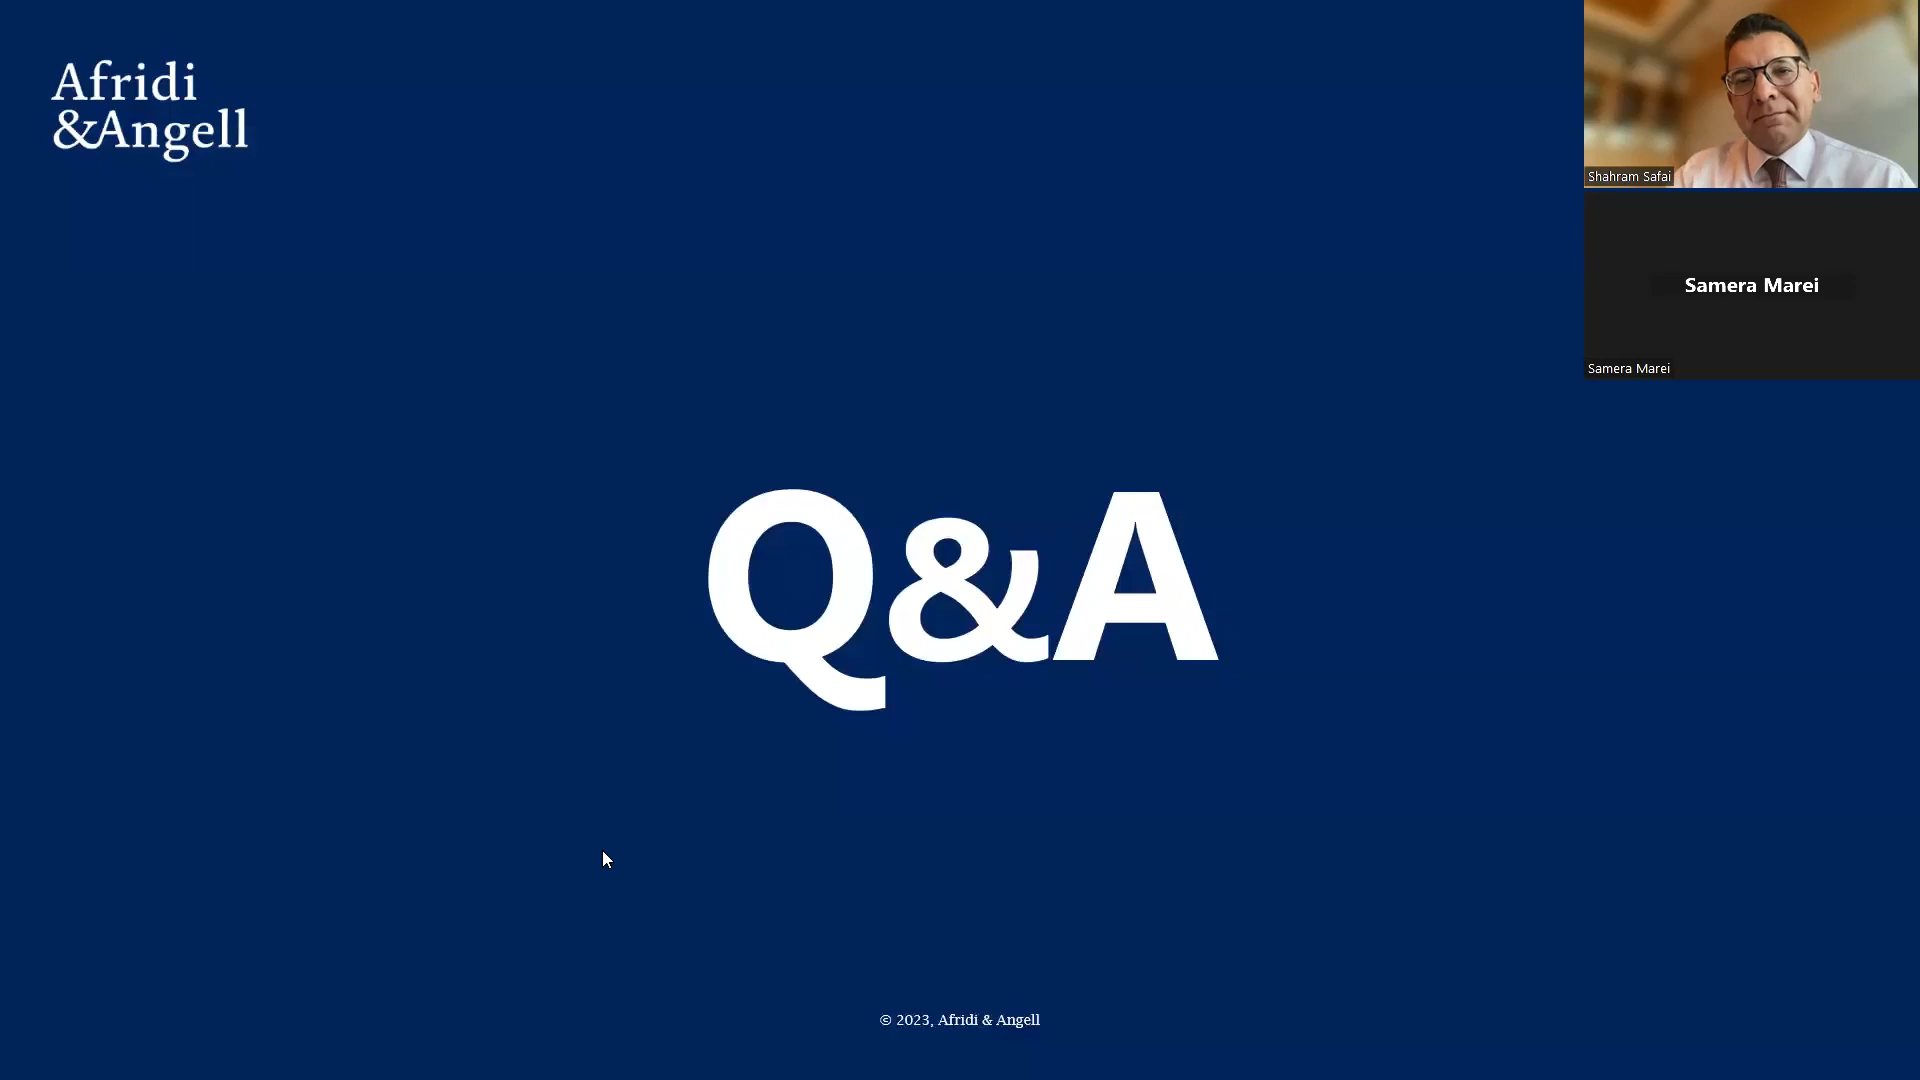 Afridi
&Angell
Shahram Safai
Samera Marei
Samera Marei
Q&A
© 2023, Afridi & Angell